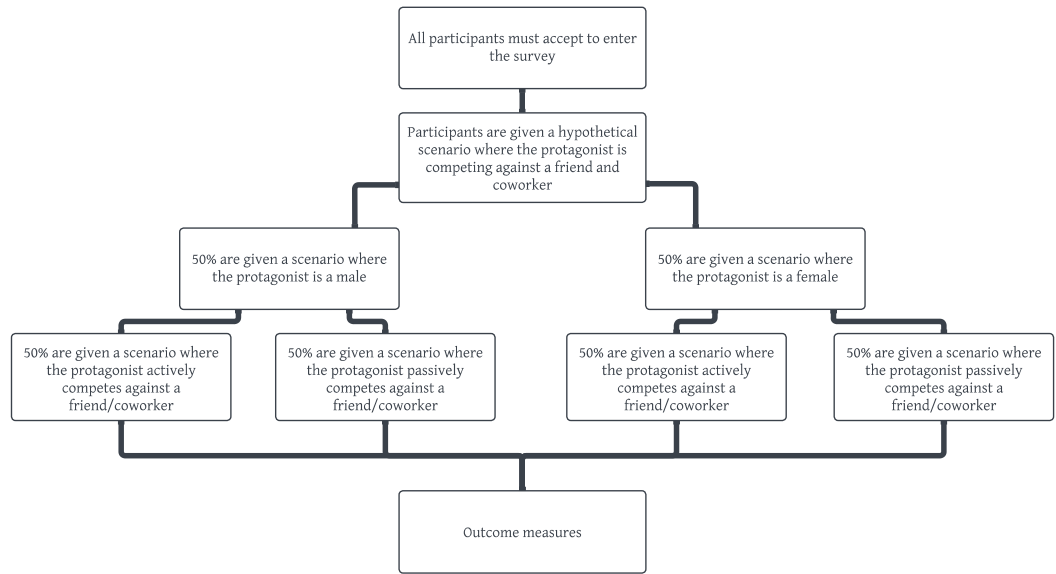 All participants must accept to enter
the survey
Participants are given a hypothetical
scenario where the protagonist is
competing against a friend and
coworker
50% are given a scenario where
the protagonist is a male
50% are given a scenario where
the protagonist is a female
50% are given a scenario where
the protagonist actively
competes against a
friend/coworker
50% are given a scenario where
the protagonist passively
competes against a
friend/coworker
50% are given a scenario where
the protagonist actively
competes against a
friend/coworker
50% are given a scenario where
the protagonist passively
competes against a
friend/coworker
Outcome measures